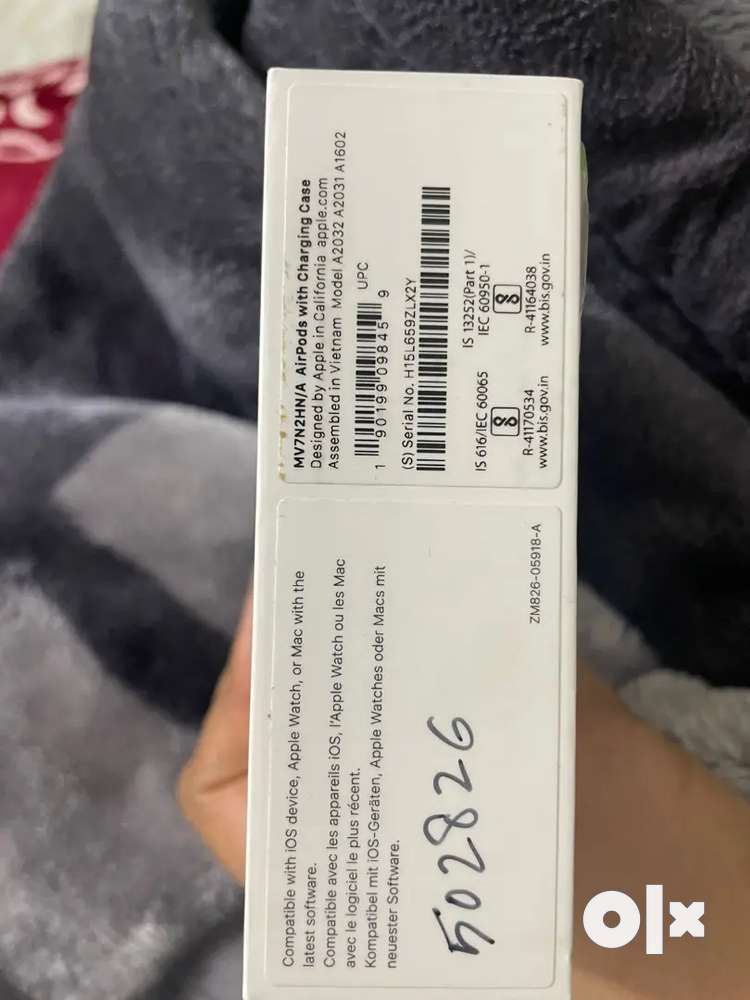 MV7N2HN/A AirPods with Charging Case
Designed by Apple in California apple.com
Assembled in Vietnam Model A2032 A2031 A1602
UPC
1 90199 09845 9
(S) Serial No. H15L659ZLX2Y
IS 616/IEC 60065
R-41170534
www.bis.gov.in
IS 13252(Part 1)/
IEC 60950-1
R-41164038
www.bis.gov.in
Compatible with iOS device, Apple Watch, or Mac with the
latest software.
Compatible avec les appareils iOS, l'Apple Watch ou les Mac
avec le logiciel le plus récent.
Kompatibel mit iOS-Geräten, Apple Watches oder Macs mit
neuester Software.
502826
ZM826-05918-A
olx